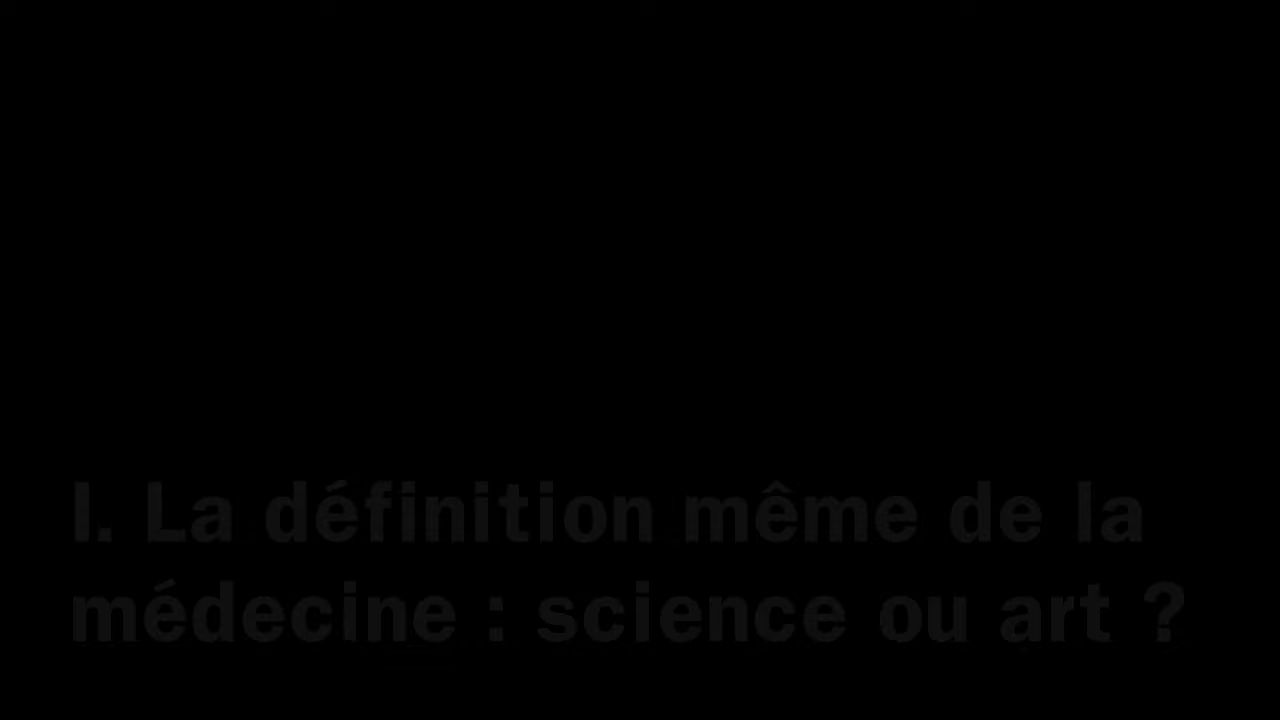 I. La définition même de la
médecine : science ou art ?